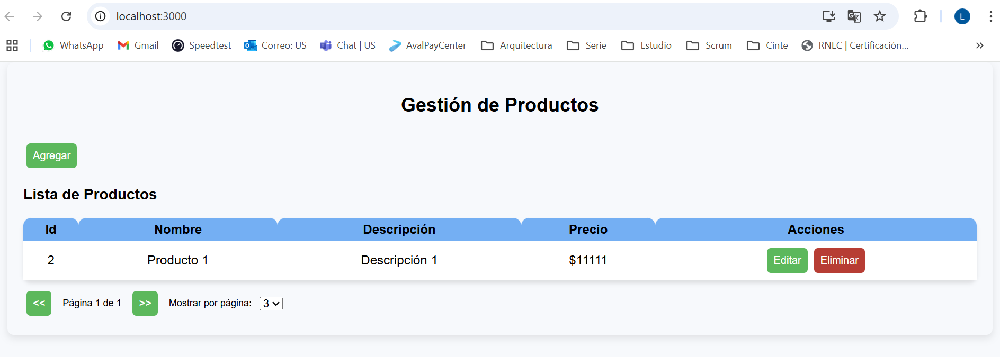 localhost:3000
L
WhatsApp Gmail Speedtest Correo: US Chat | US AvalPayCenter Arquitectura Serie Estudio Scrum Cinte RNEC | Certificación...
Gestión de Productos
Agregar
Lista de Productos
Id Nombre Descripción Precio Acciones
2 Producto 1 Descripción 1 $11111 Editar Eliminar
<< Página 1 de 1 >> Mostrar por página: 3